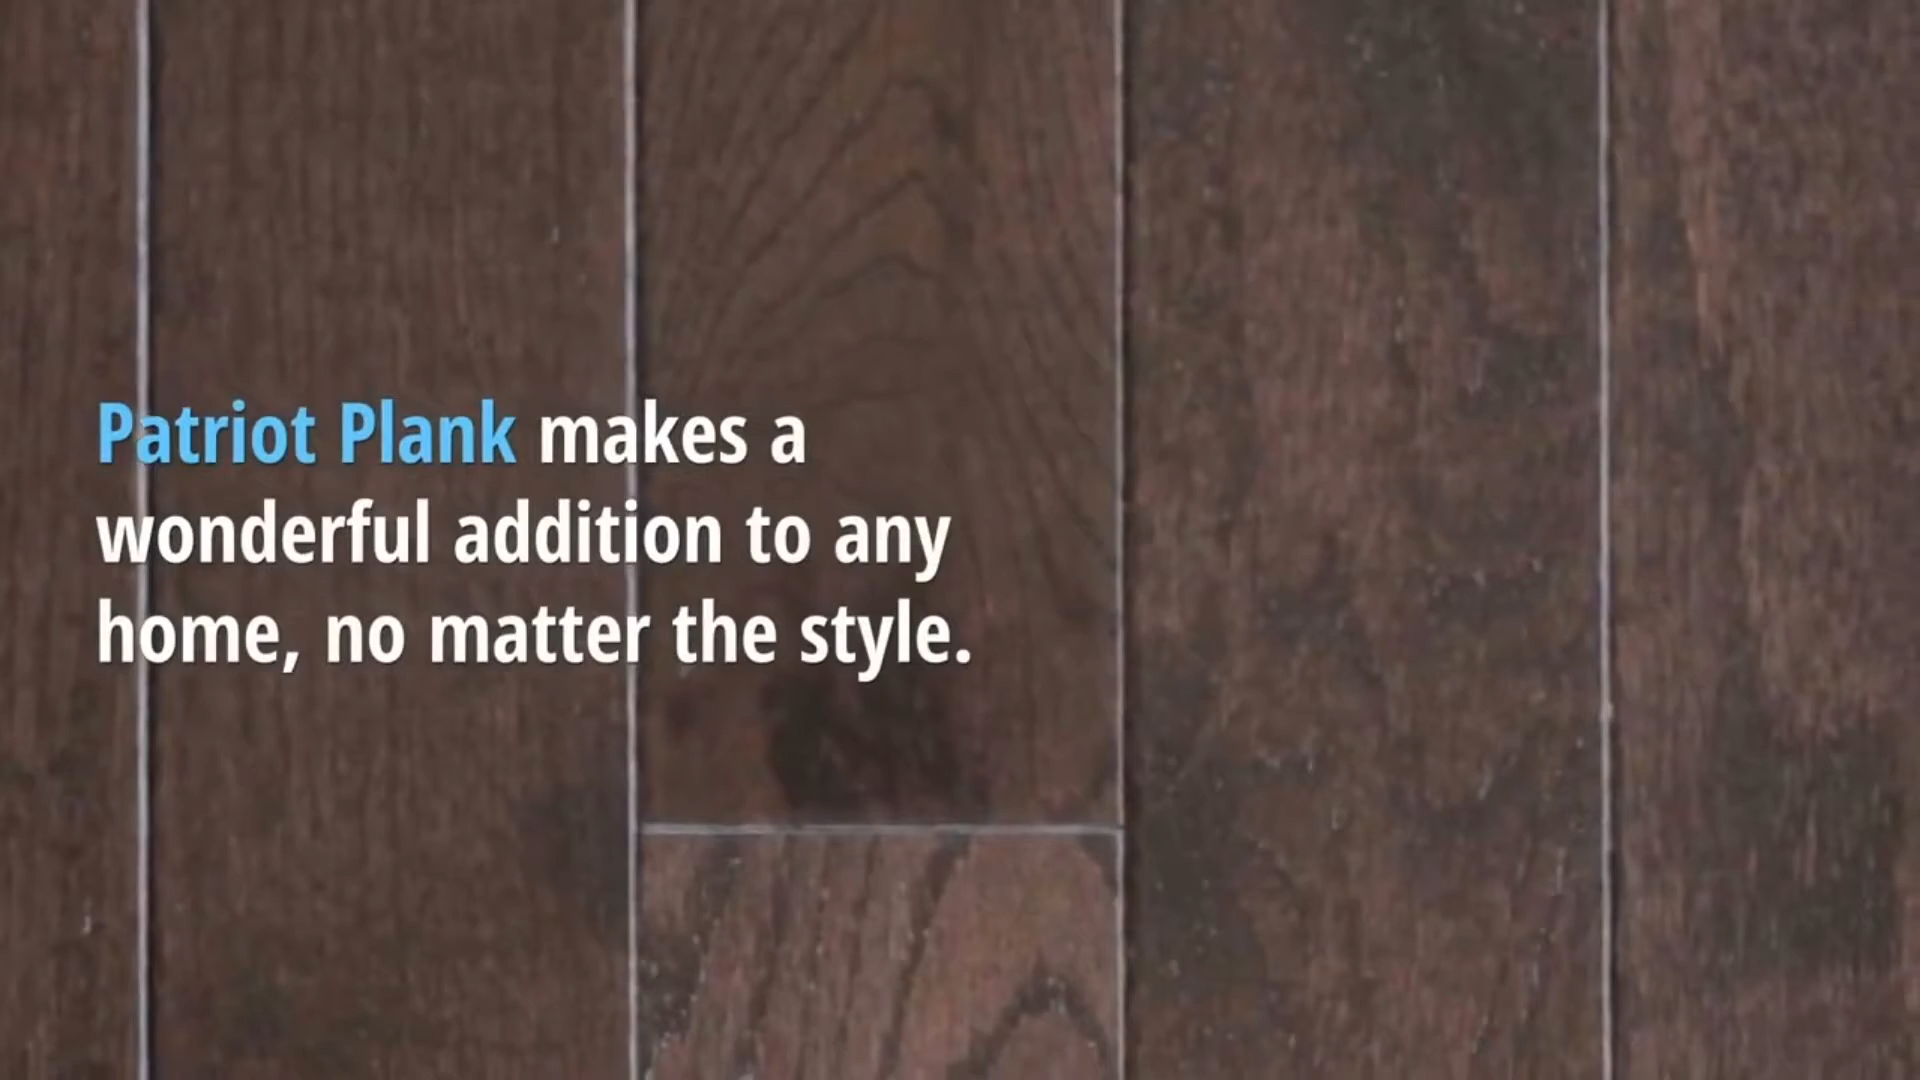 Patriot Plank makes a
wonderful addition to any
home, no matter the style.